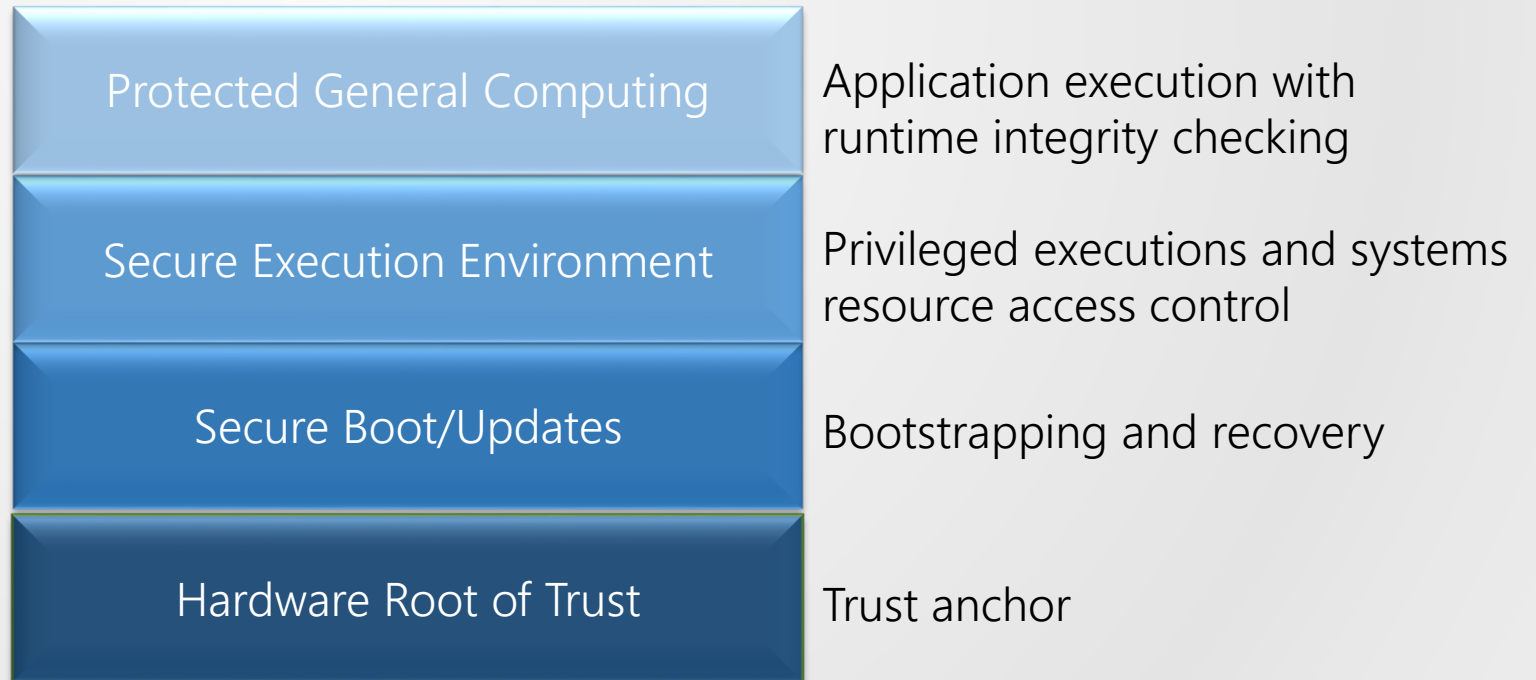 Protected General Computing
Application execution with
runtime integrity checking
Secure Execution Environment
Privileged executions and systems
resource access control
Secure Boot/Updates
Bootstrapping and recovery
Hardware Root of Trust
Trust anchor